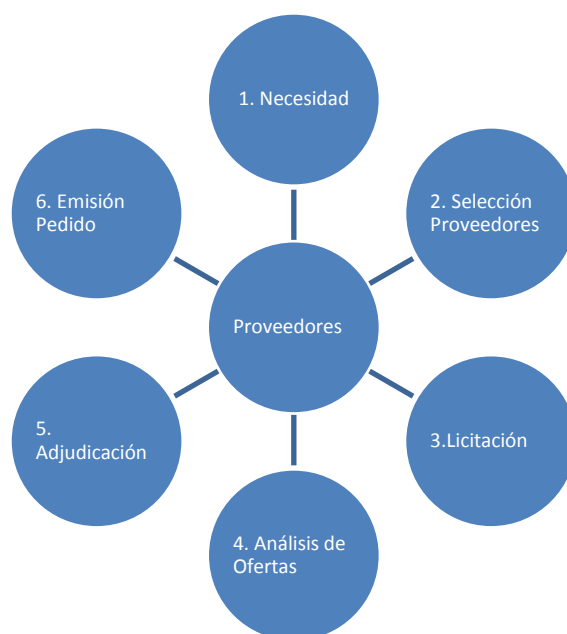 1. Necesidad
2. Selección
Proveedores
3.Licitación
4. Análisis de
Ofertas
5.
Adjudicación
6. Emisión
Pedido
Proveedores